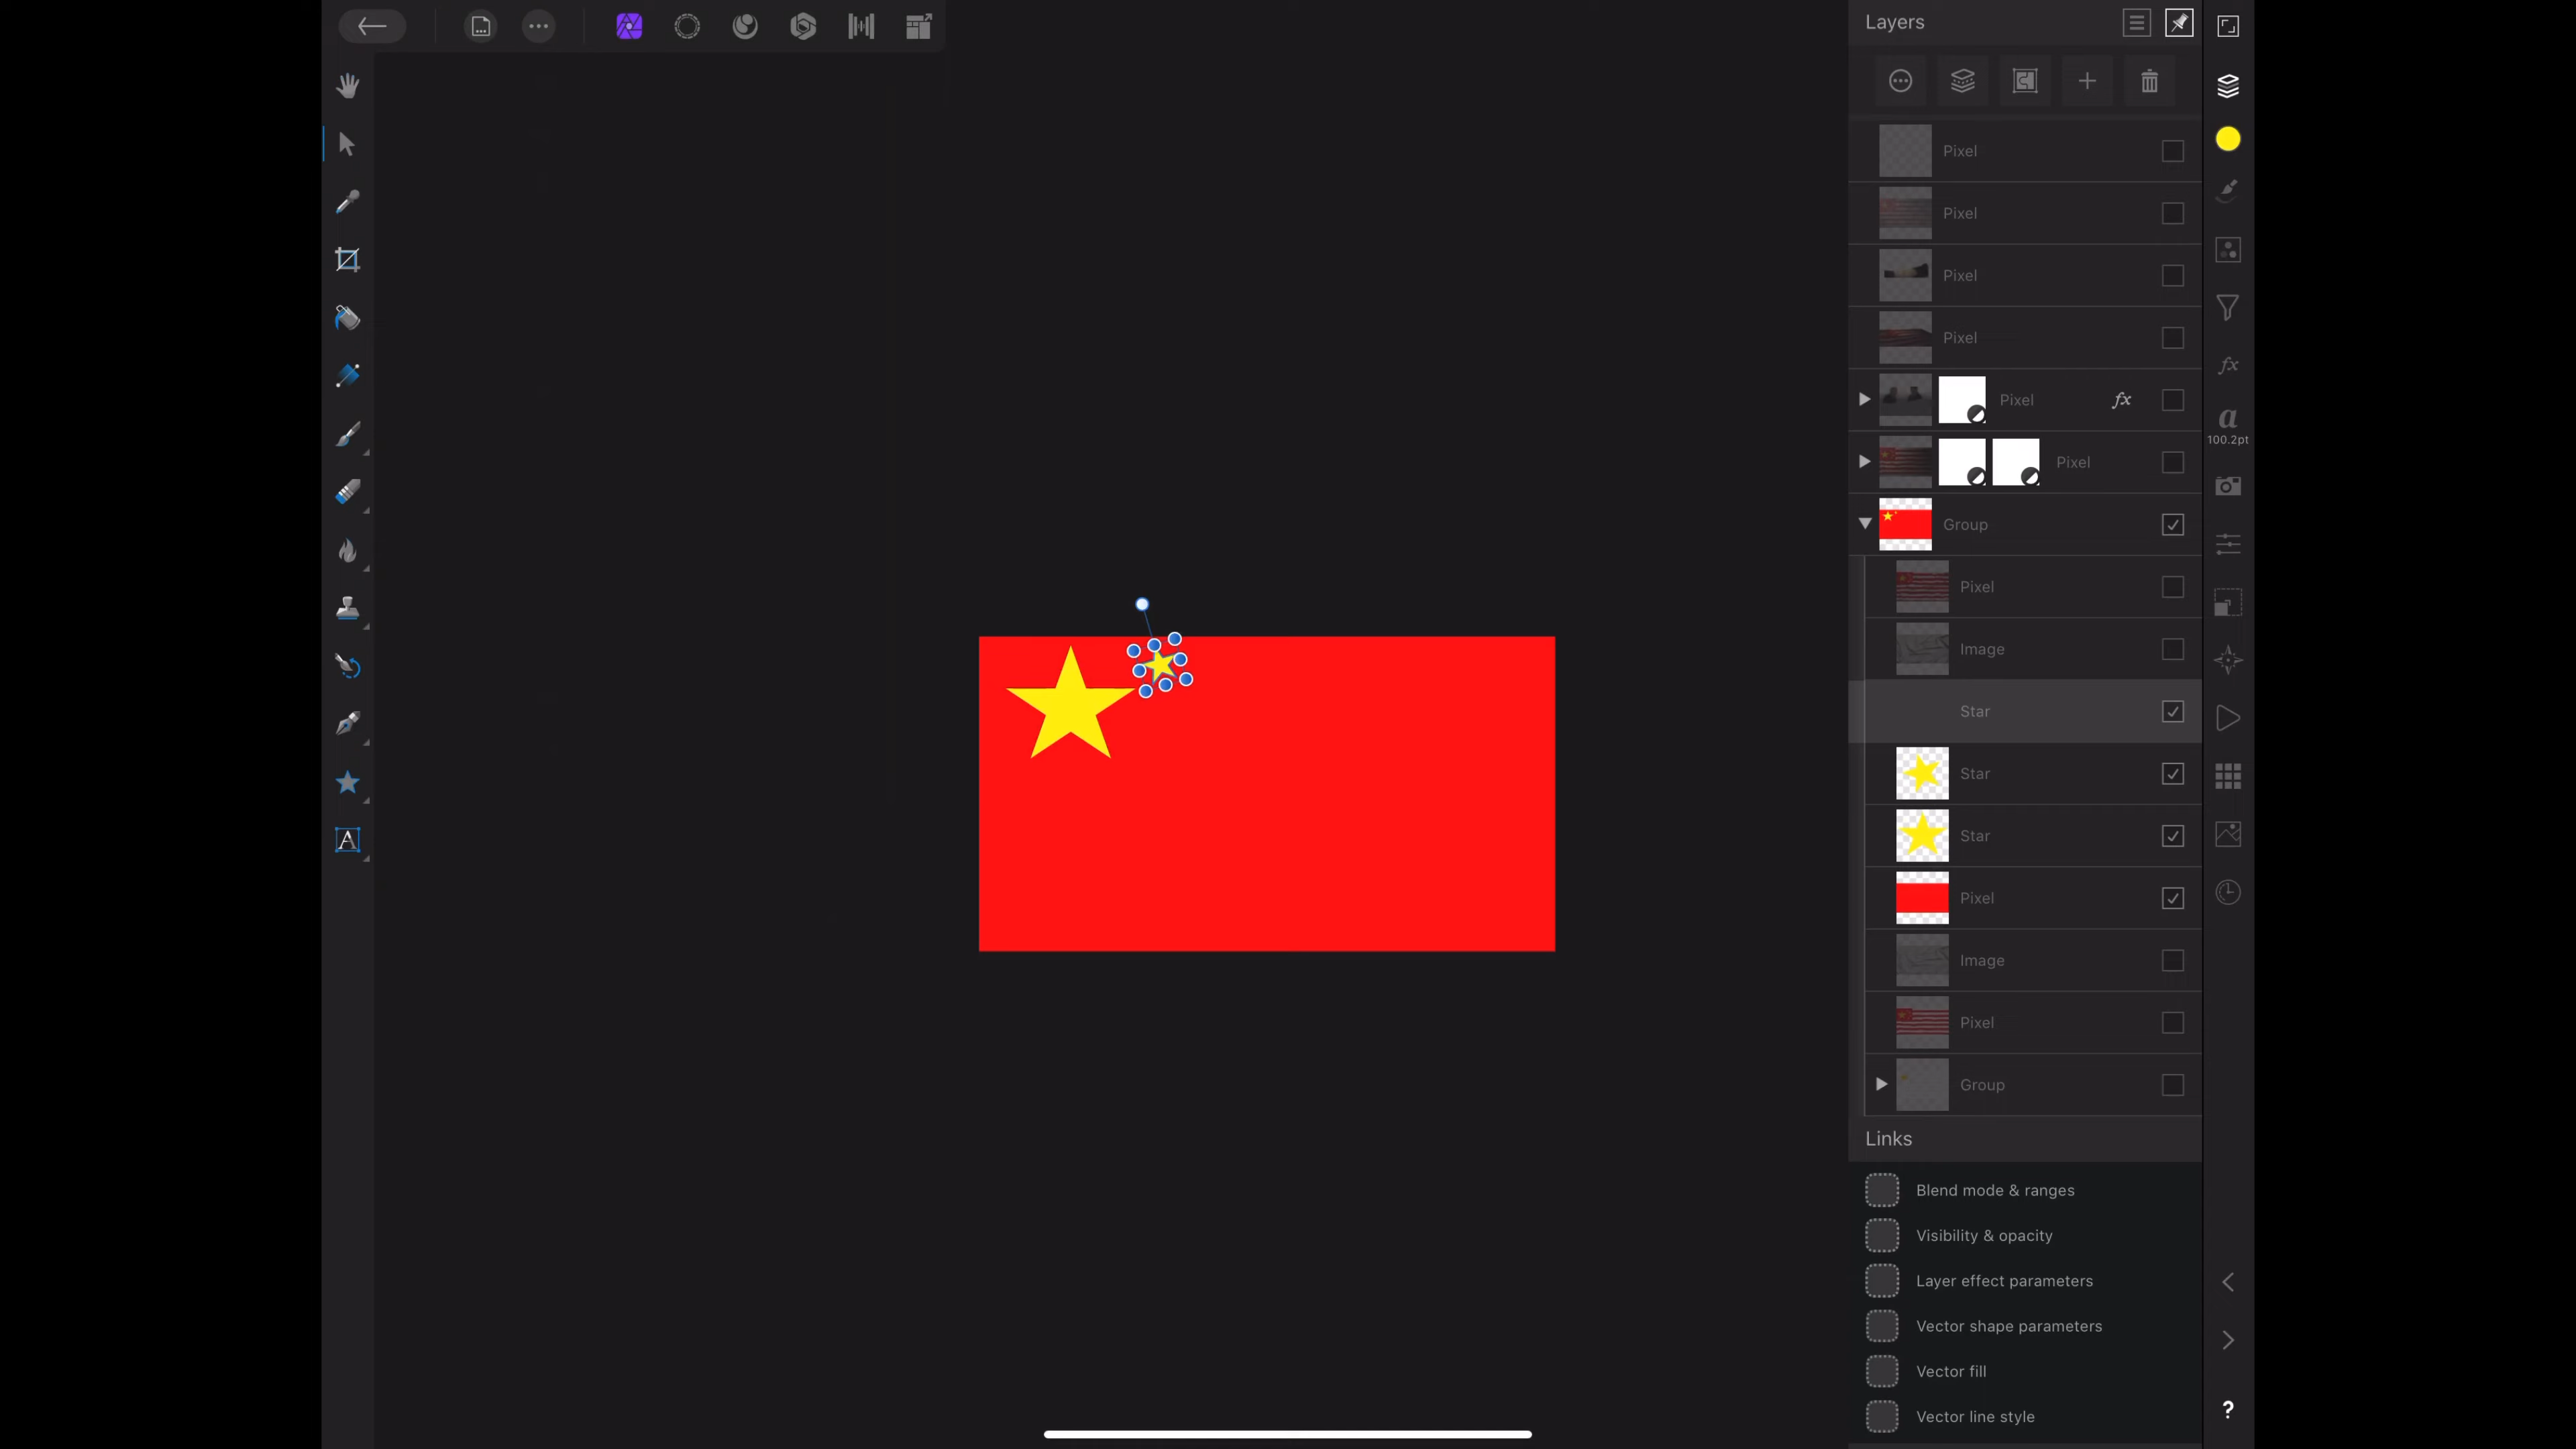 Layers
Pixel
Pixel
Pixel
Pixel
Pixel fx
Pixel
Group
Pixel
Image
Star
Star
Star
Pixel
Image
Pixel
Group
Links
Blend mode & ranges
Visibility & opacity
Layer effect parameters
Vector shape parameters
Vector fill
Vector line style
fx
a
100.2pt
?
A